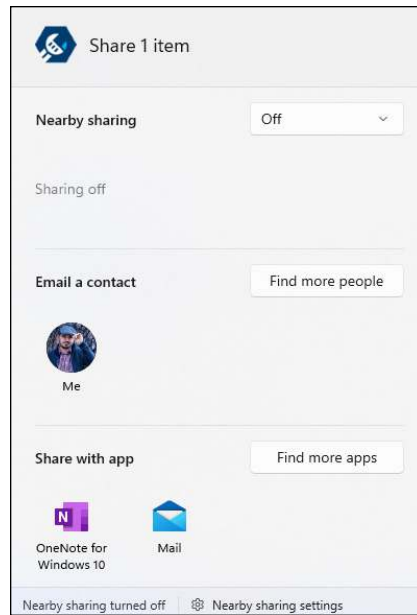 Share 1 item
Nearby sharing
Off
Sharing off
Email a contact
Find more people
Me
Share with app
Find more apps
N
OneNote for
Windows 10
Mail
Nearby sharing turned off
Nearby sharing settings